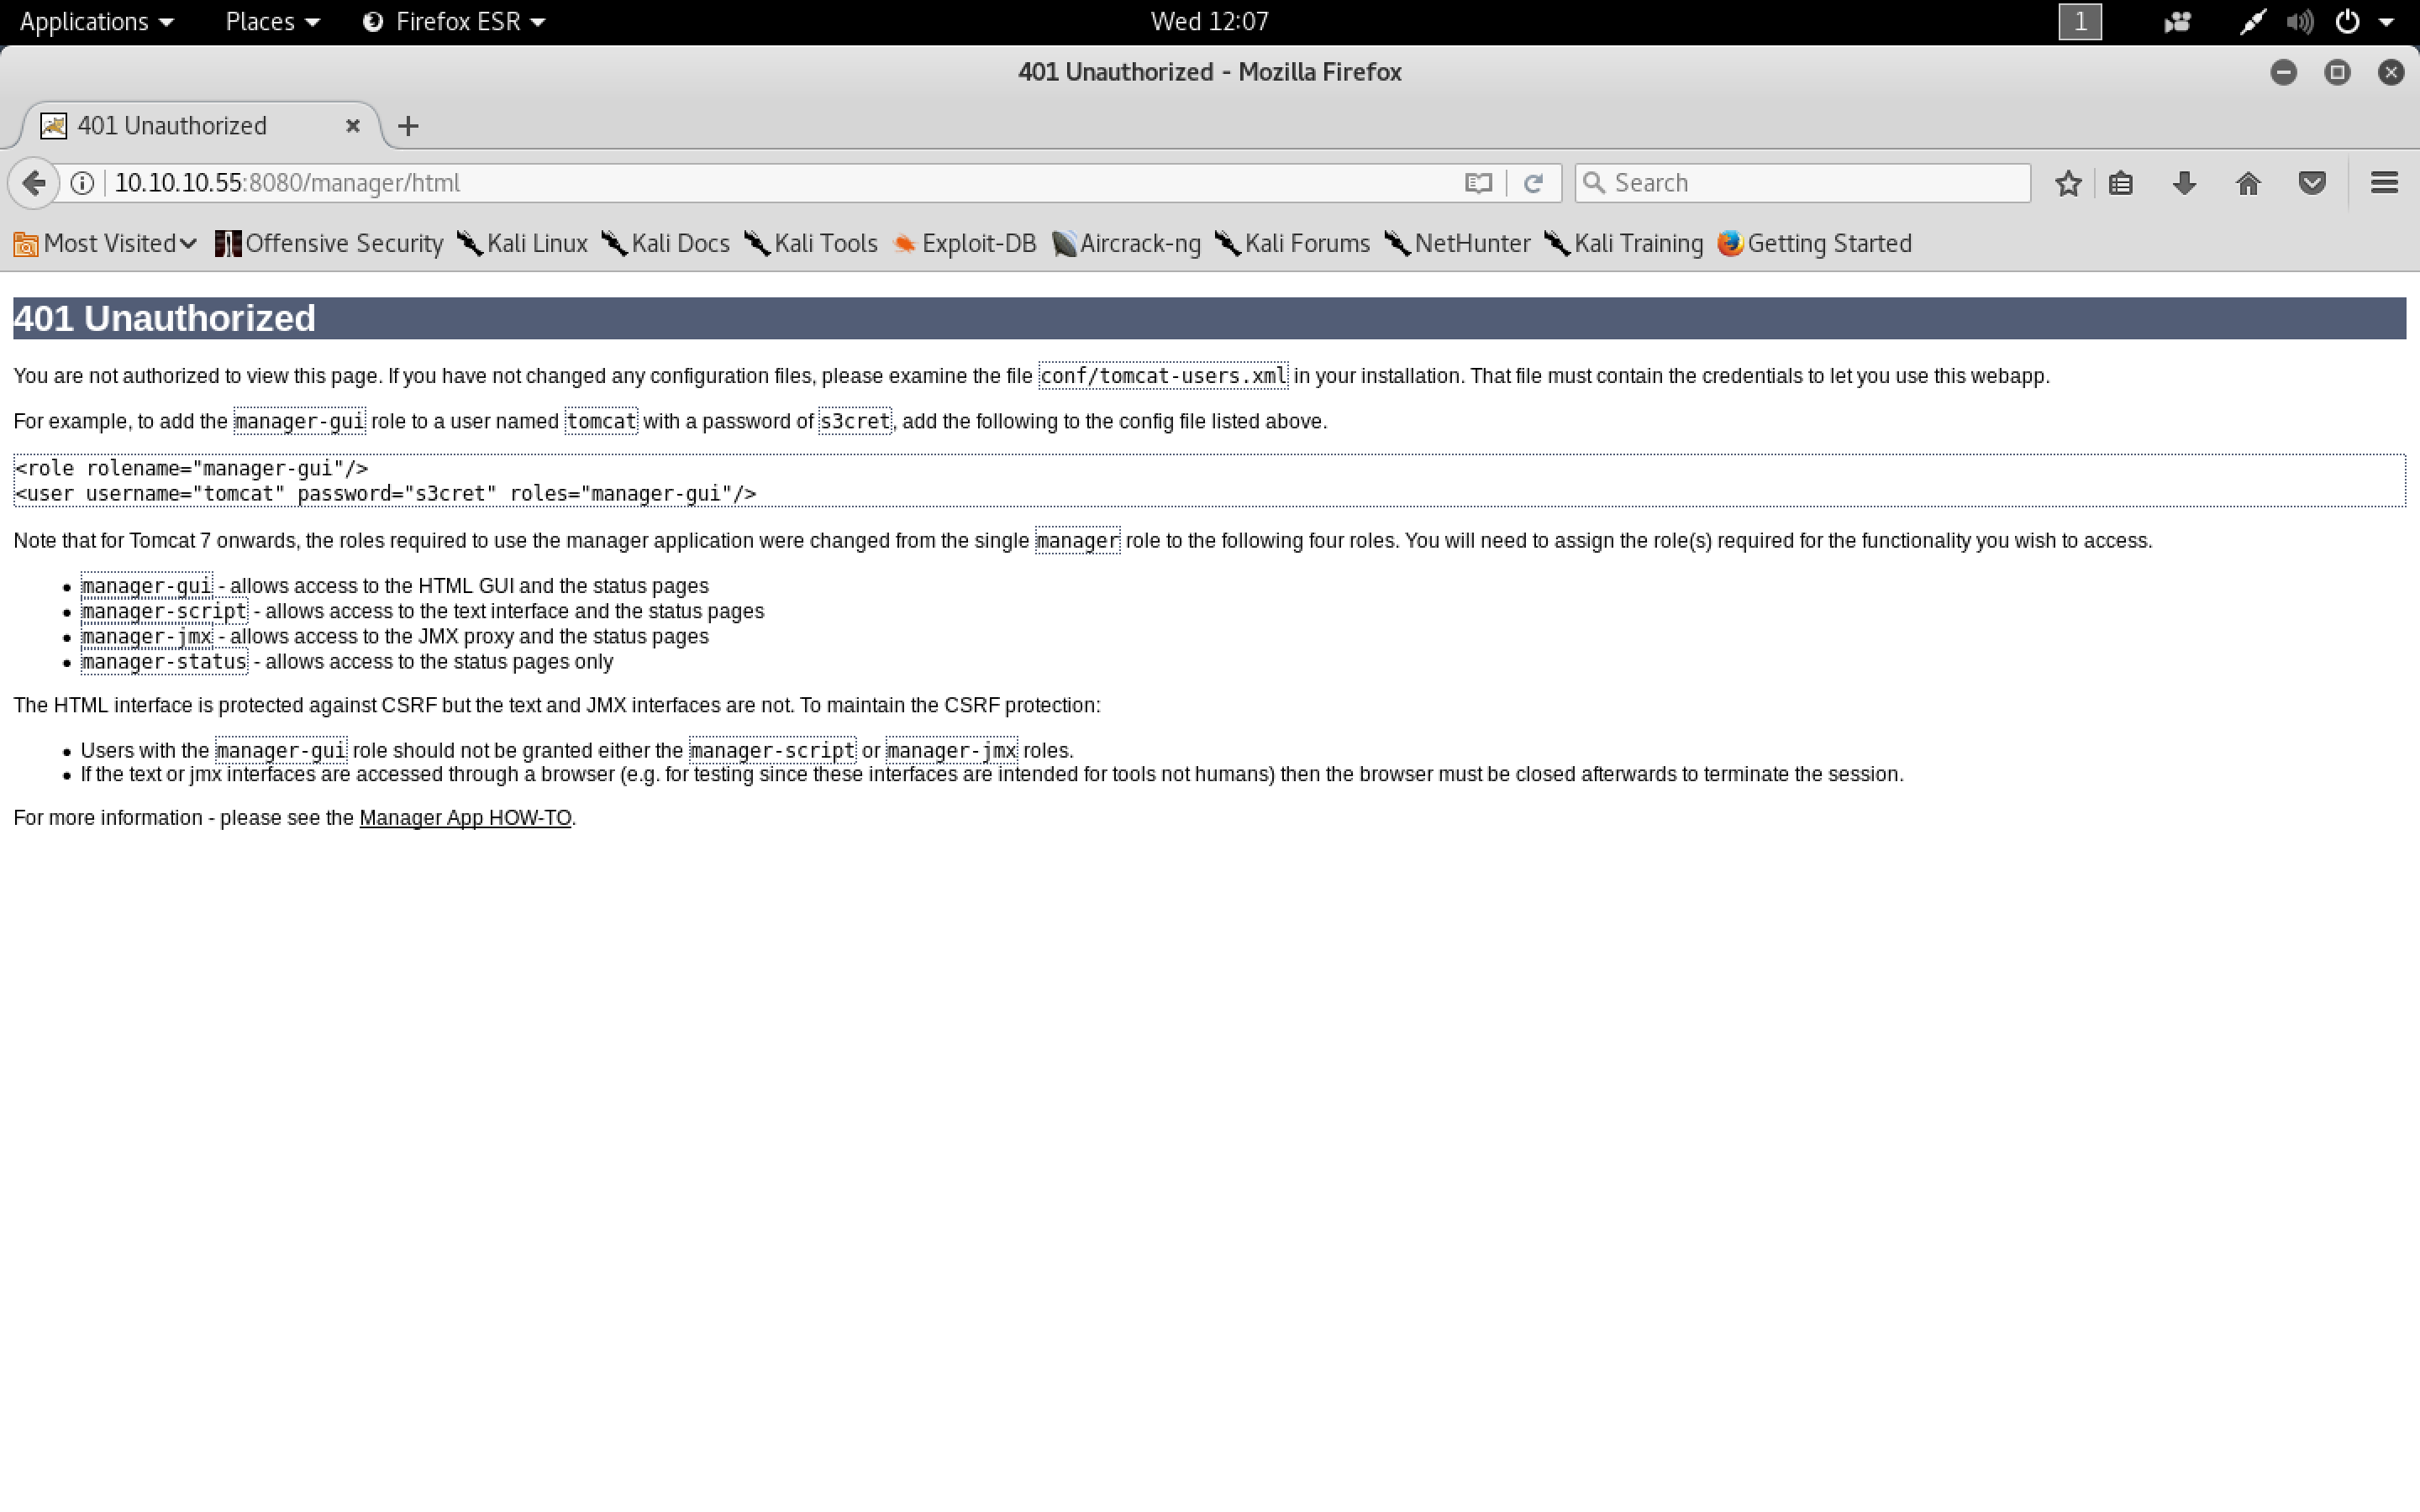 Applications Places Firefox ESR Wed 12:07 1
401 Unauthorized - Mozilla Firefox
401 Unauthorized
10.10.10.55:8080/manager/html Search
Most Visited Offensive Security Kali Linux Kali Docs Kali Tools Exploit-DB Aircrack-ng Kali Forums NetHunter Kali Training Getting Started
401 Unauthorized
You are not authorized to view this page. If you have not changed any configuration files, please examine the file conf/tomcat-users.xml in your installation. That file must contain the credentials to let you use this webapp.
For example, to add the manager-gui role to a user named tomcat with a password of s3cret, add the following to the config file listed above.
<role rolename="manager-gui"/>
<user username="tomcat" password="s3cret" roles="manager-gui"/>
Note that for Tomcat 7 onwards, the roles required to use the manager application were changed from the single manager role to the following four roles. You will need to assign the role(s) required for the functionality you wish to access.
• manager-gui - allows access to the HTML GUI and the status pages
• manager-script - allows access to the text interface and the status pages
• manager-jmx - allows access to the JMX proxy and the status pages
• manager-status - allows access to the status pages only
The HTML interface is protected against CSRF but the text and JMX interfaces are not. To maintain the CSRF protection:
• Users with the manager-gui role should not be granted either the manager-script or manager-jmx roles.
• If the text or jmx interfaces are accessed through a browser (e.g. for testing since these interfaces are intended for tools not humans) then the browser must be closed afterwards to terminate the session.
For more information - please see the Manager App HOW-TO.